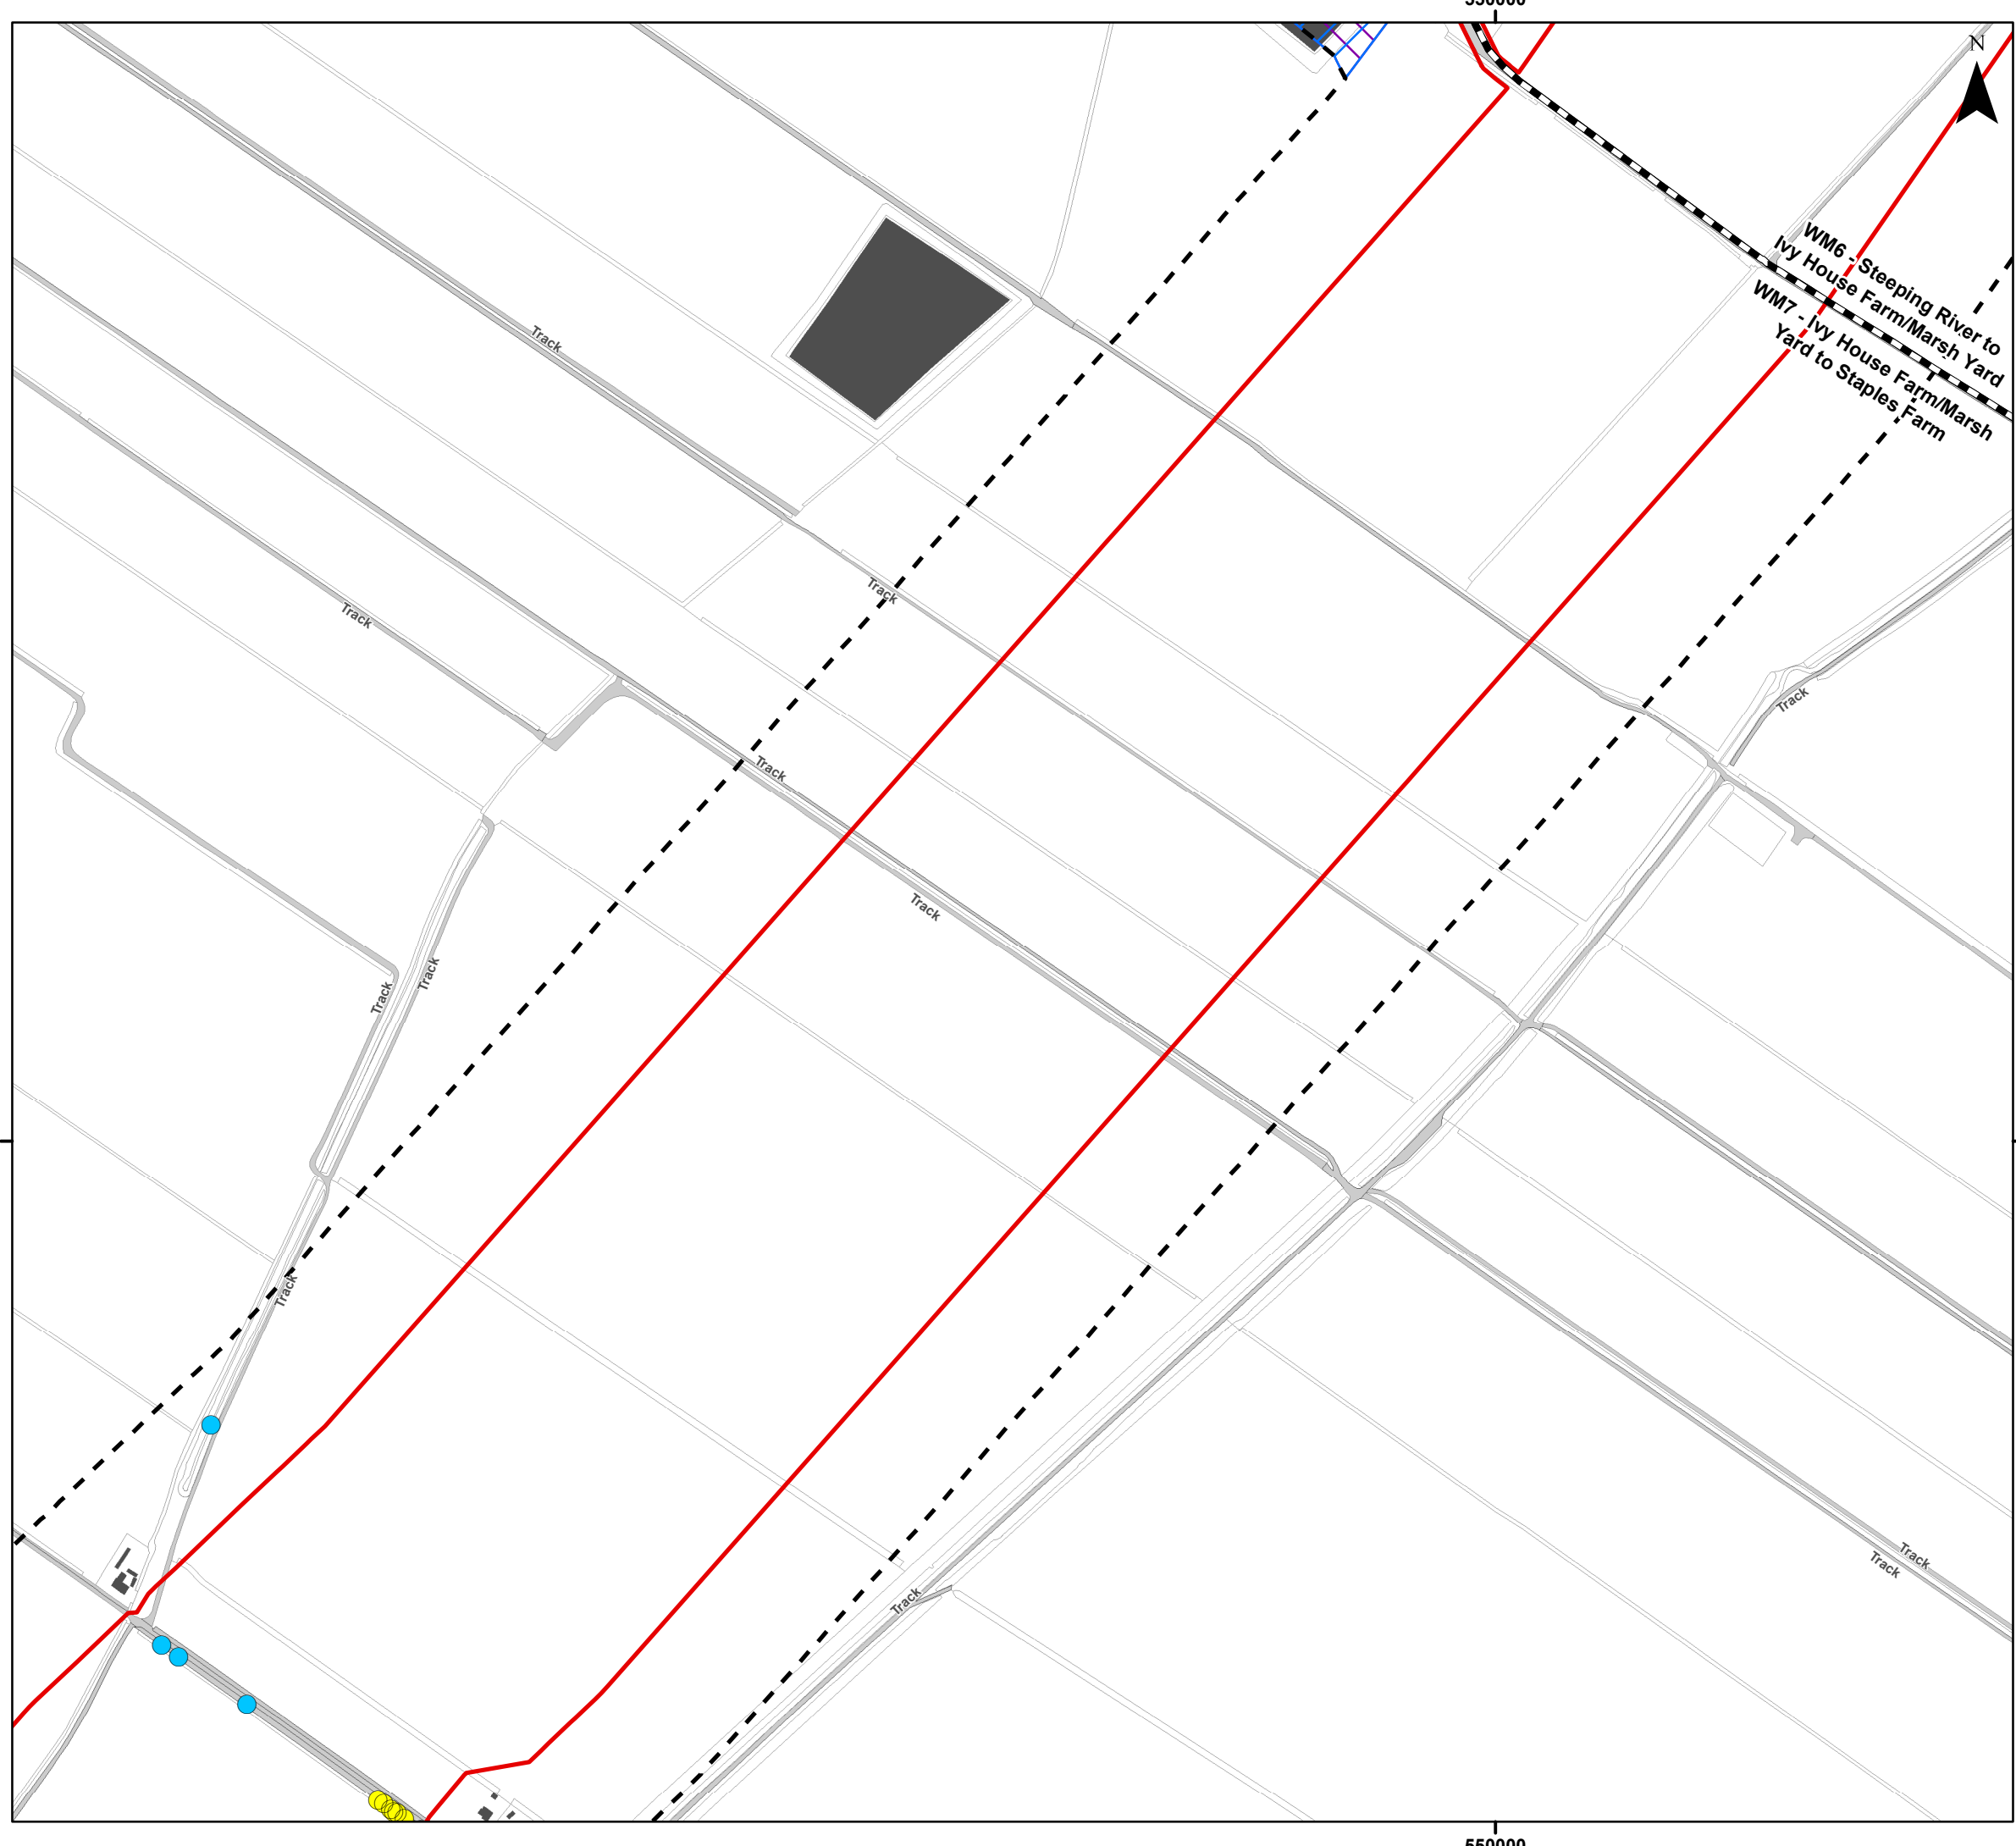 550000
N
WM6 - Steeping River to
Ivy House Farm/Marsh Yard
WM7 - Ivy House Farm/Marsh
Yard to Staples Farm
Track
Track
Track
Track
Track
Track
Track
Track
Track
Track
Track
Track
Track
550000